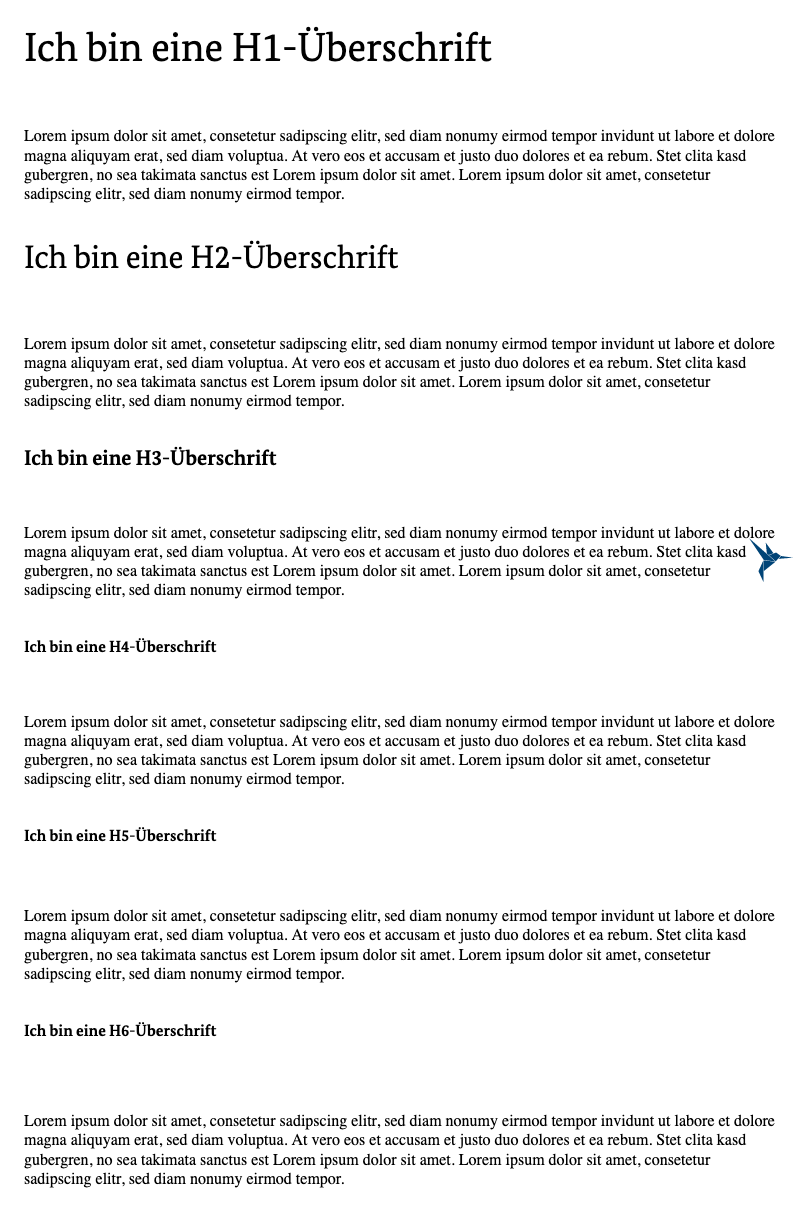 Ich bin eine H1-Überschrift
Lorem ipsum dolor sit amet, consetetur sadipscing elitr, sed diam nonumy eirmod tempor invidunt ut labore et dolore
magna aliquyam erat, sed diam voluptua. At vero eos et accusam et justo duo dolores et ea rebum. Stet clita kasd
gubergren, no sea takimata sanctus est Lorem ipsum dolor sit amet. Lorem ipsum dolor sit amet, consetetur
sadipscing elitr, sed diam nonumy eirmod tempor.
Ich bin eine H2-Überschrift
Lorem ipsum dolor sit amet, consetetur sadipscing elitr, sed diam nonumy eirmod tempor invidunt ut labore et dolore
magna aliquyam erat, sed diam voluptua. At vero eos et accusam et justo duo dolores et ea rebum. Stet clita kasd
gubergren, no sea takimata sanctus est Lorem ipsum dolor sit amet. Lorem ipsum dolor sit amet, consetetur
sadipscing elitr, sed diam nonumy eirmod tempor.
Ich bin eine H3-Überschrift
Lorem ipsum dolor sit amet, consetetur sadipscing elitr, sed diam nonumy eirmod tempor invidunt ut labore et dolore
magna aliquyam erat, sed diam voluptua. At vero eos et accusam et justo duo dolores et ea rebum. Stet clita kasd
gubergren, no sea takimata sanctus est Lorem ipsum dolor sit amet. Lorem ipsum dolor sit amet, consetetur
sadipscing elitr, sed diam nonumy eirmod tempor.
Ich bin eine H4-Überschrift
Lorem ipsum dolor sit amet, consetetur sadipscing elitr, sed diam nonumy eirmod tempor invidunt ut labore et dolore
magna aliquyam erat, sed diam voluptua. At vero eos et accusam et justo duo dolores et ea rebum. Stet clita kasd
gubergren, no sea takimata sanctus est Lorem ipsum dolor sit amet. Lorem ipsum dolor sit amet, consetetur
sadipscing elitr, sed diam nonumy eirmod tempor.
Ich bin eine H5-Überschrift
Lorem ipsum dolor sit amet, consetetur sadipscing elitr, sed diam nonumy eirmod tempor invidunt ut labore et dolore
magna aliquyam erat, sed diam voluptua. At vero eos et accusam et justo duo dolores et ea rebum. Stet clita kasd
gubergren, no sea takimata sanctus est Lorem ipsum dolor sit amet. Lorem ipsum dolor sit amet, consetetur
sadipscing elitr, sed diam nonumy eirmod tempor.
Ich bin eine H6-Überschrift
Lorem ipsum dolor sit amet, consetetur sadipscing elitr, sed diam nonumy eirmod tempor invidunt ut labore et dolore
magna aliquyam erat, sed diam voluptua. At vero eos et accusam et justo duo dolores et ea rebum. Stet clita kasd
gubergren, no sea takimata sanctus est Lorem ipsum dolor sit amet. Lorem ipsum dolor sit amet, consetetur
sadipscing elitr, sed diam nonumy eirmod tempor.